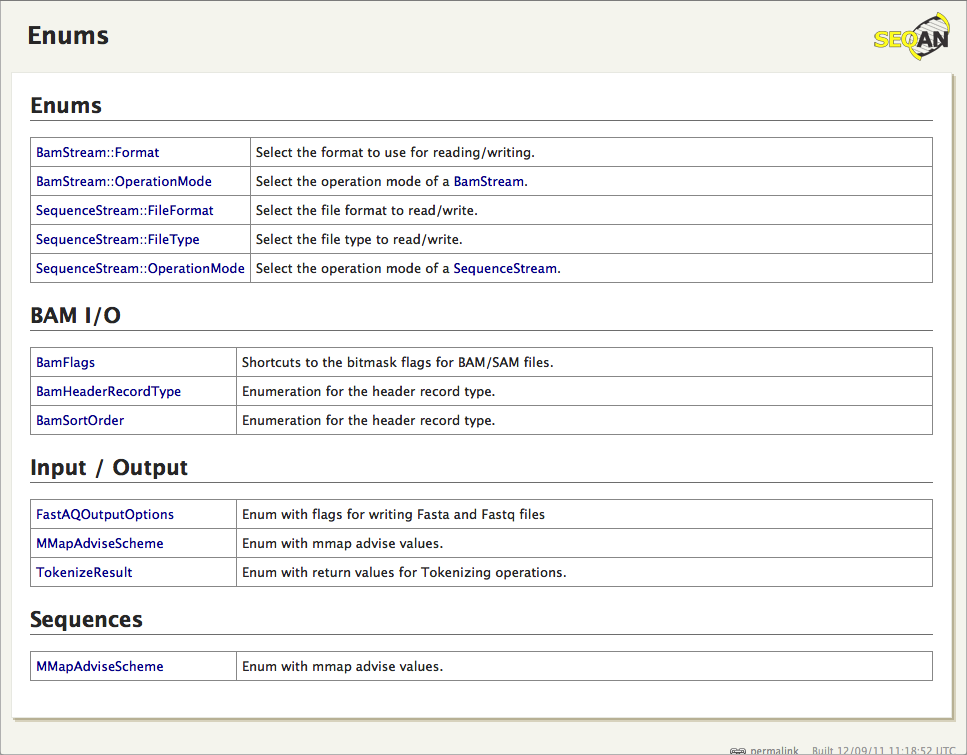 Enums
SEQAN
Enums
BamStream::Format Select the format to use for reading/writing.
BamStream::OperationMode Select the operation mode of a BamStream.
SequenceStream::FileFormat Select the file format to read/write.
SequenceStream::FileType Select the file type to read/write.
SequenceStream::OperationMode Select the operation mode of a SequenceStream.
BAM I/O
BamFlags Shortcuts to the bitmask flags for BAM/SAM files.
BamHeaderRecordType Enumeration for the header record type.
BamSortOrder Enumeration for the header record type.
Input / Output
FastAQOutputOptions Enum with flags for writing Fasta and Fastq files
MMapAdviseScheme Enum with mmap advise values.
TokenizeResult Enum with return values for Tokenizing operations.
Sequences
MMapAdviseScheme Enum with mmap advise values.
permalink Built 12/09/11 11:18:52 UTC